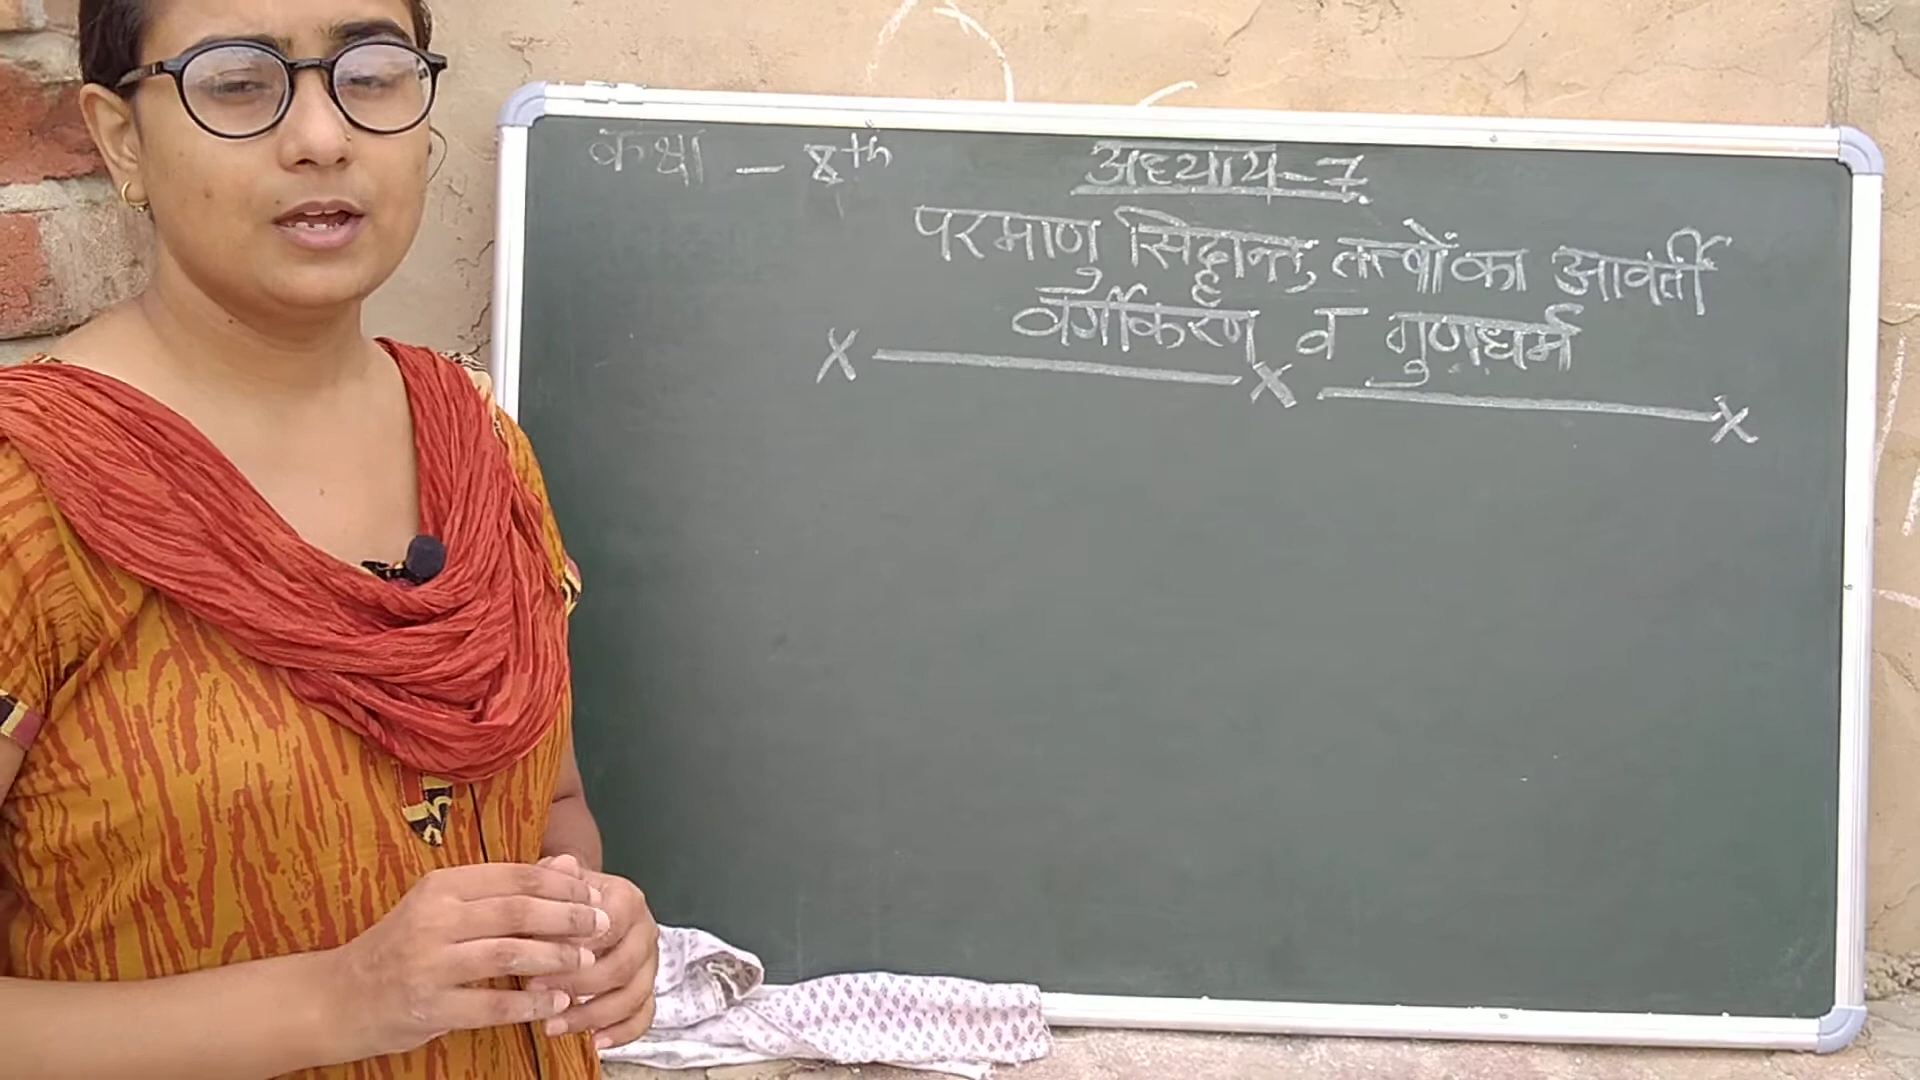 कक्षा - 8th
अध्याय-7
परमाणु सिद्धान्त, तत्वों का आवर्ती
वर्गीकरण व गुणधर्म
x ——— x ——— x